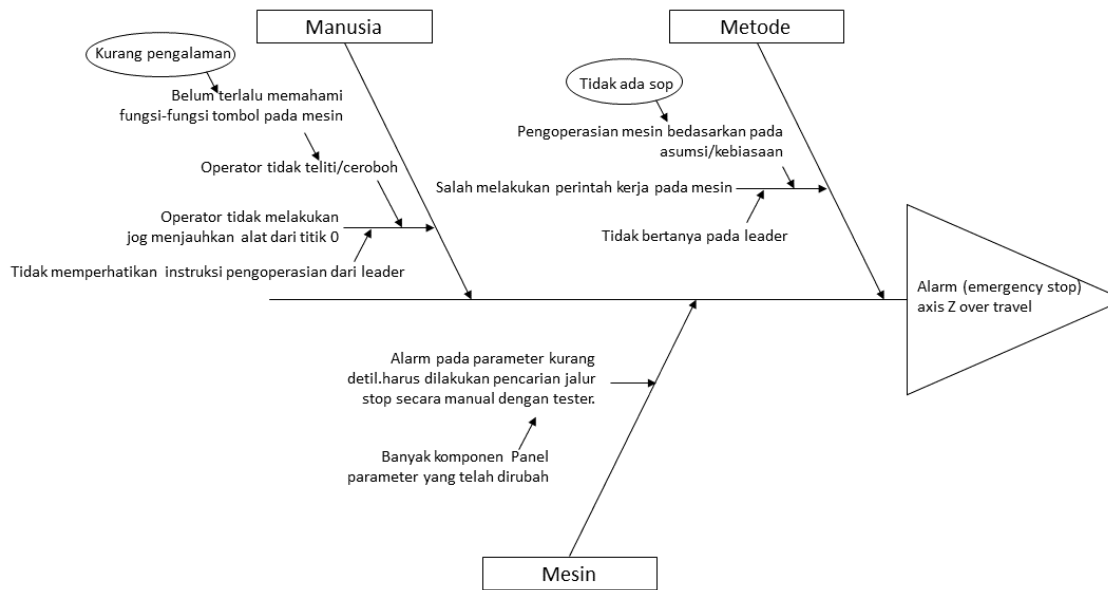 Manusia
Metode
Kurang pengalaman
Belum terlalu memahami
fungsi-fungsi tombol pada mesin
Operator tidak teliti/ceroboh
Operator tidak melakukan
jog menjauhkan alat dari titik 0
Tidak memperhatikan instruksi pengoperasian dari leader
Tidak ada sop
Pengoperasian mesin bedasarkan pada
asumsi/kebiasaan
Salah melakukan perintah kerja pada mesin
Tidak bertanya pada leader
Alarm (emergency stop)
axis Z over travel
Alarm pada parameter kurang
detil.harus dilakukan pencarian jalur
stop secara manual dengan tester.
Banyak komponen Panel
parameter yang telah dirubah
Mesin